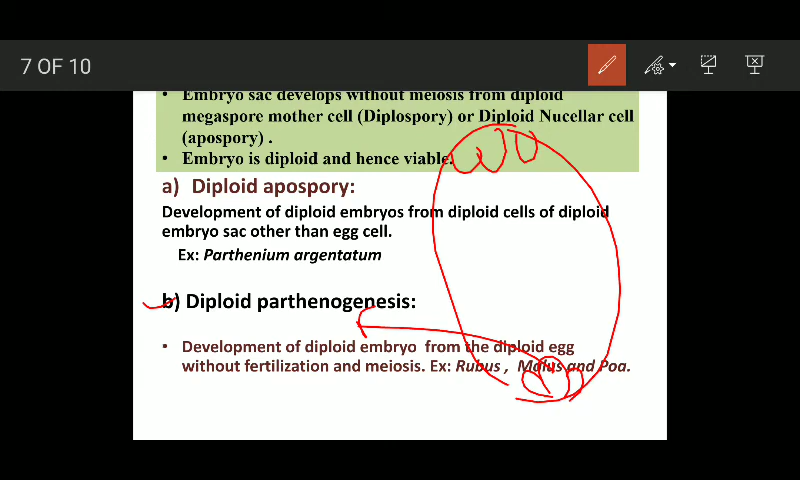 7 OF 10
• Embryo sac develops without meiosis from diploid
megaspore mother cell (Diplospory) or Diploid Nucellar cell
(apospory) .
• Embryo is diploid and hence viable.
a) Diploid apospory:
Development of diploid embryos from diploid cells of diploid
embryo sac other than egg cell.
Ex: Parthenium argentatum
b) Diploid parthenogenesis:
• Development of diploid embryo from the diploid egg
without fertilization and meiosis. Ex: Rubus , Malus and Poa.